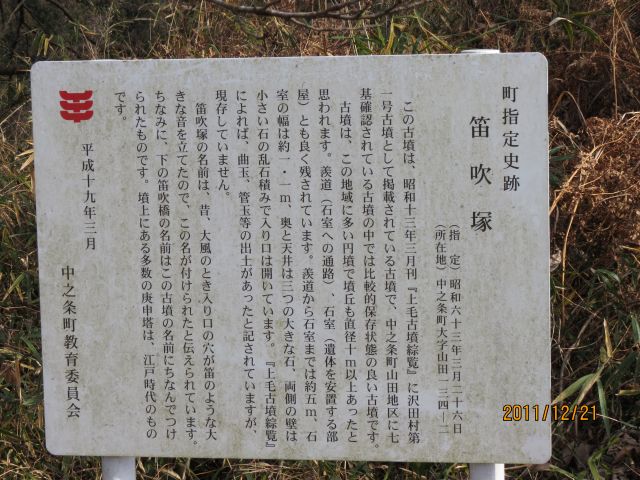 町指定史跡
笛吹塚
(指 定) 昭和六十三年三月二十六日
(所在地) 中之条町大字山田一二三四―二
この古墳は、昭和十三年三月刊『上毛古墳綜覧』に沢田村第
一号古墳として掲載されている古墳で、中之条町山田地区に七
基確認されている古墳の中では比較的保存状態の良い古墳です。
古墳は、この地域に多い円墳で墳丘も直径十m以上あったと
思われます。羨道(石室への通路)、石室(遺体を安置する部
屋)とも良く残されています。羨道から石室までは約五m、石
室の幅は約一・一m、奥と天井は三つの大きな石、両側の壁は
小さい石の乱石積みで入り口は開いています。『上毛古墳綜覧』
によれば、曲玉、管玉等の出土があったと記されていますが、
現存していません。
笛吹塚の名前は、昔、大風のとき入り口の穴が笛のような大
きな音を立てたので、この名が付けられたと伝えられています。
ちなみに、下の笛吹橋の名前はこの古墳の名前にちなんでつけ
られたものです。墳上にある多数の庚申塔は、江戸時代のもの
です。
平成十九年三月
中之条町教育委員会
2011/12/21